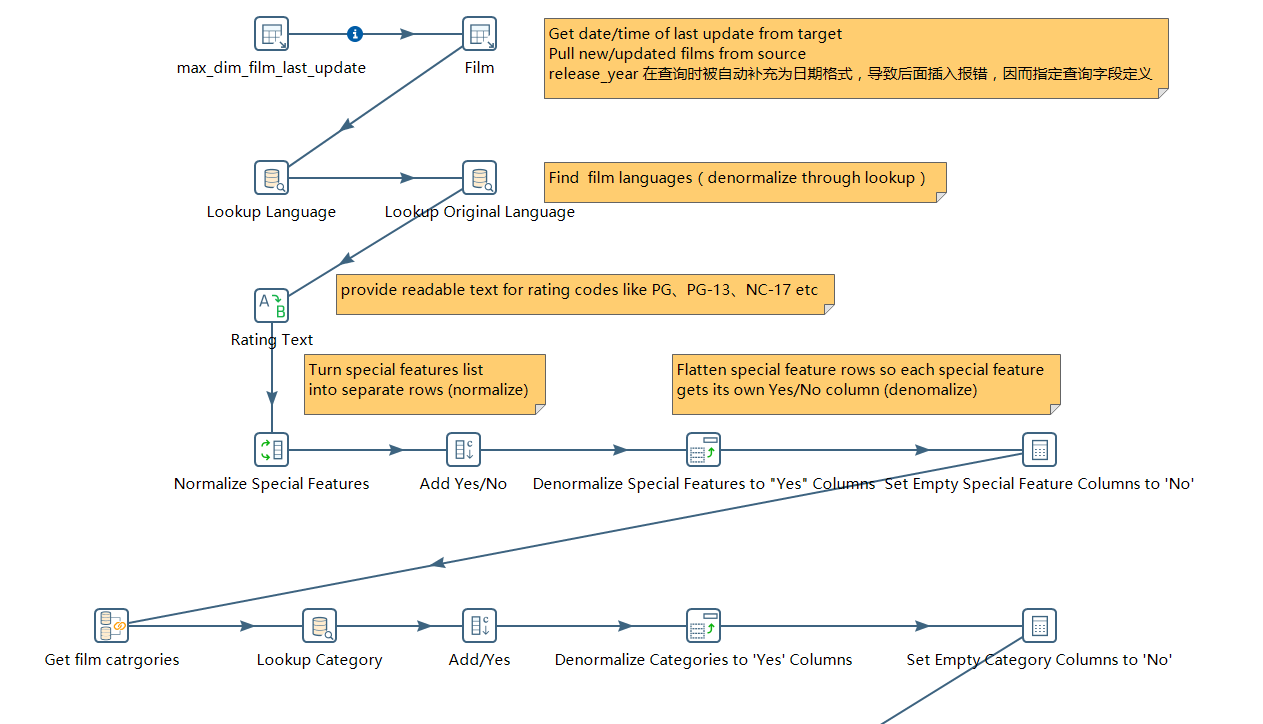 max_dim_film_last_update
Film
Get date/time of last update from target
Pull new/updated films from source
release_year 在查询时被自动补充为日期格式，导致后面插入报错，因而指定查询字段定义
Lookup Language
Lookup Original Language
Find  film languages（denormalize through lookup）
A
B
Rating Text
provide readable text for rating codes like PG、PG-13、NC-17 etc
Turn special features list
into separate rows (normalize)
Flatten special feature rows so each special feature
gets its own Yes/No column (denomalize)
Normalize Special Features
Add Yes/No
Denormalize Special Features to "Yes" Columns
Set Empty Special Feature Columns to 'No'
Get film catrgories
Lookup Category
Add/Yes
Denormalize Categories to 'Yes' Columns
Set Empty Category Columns to 'No'